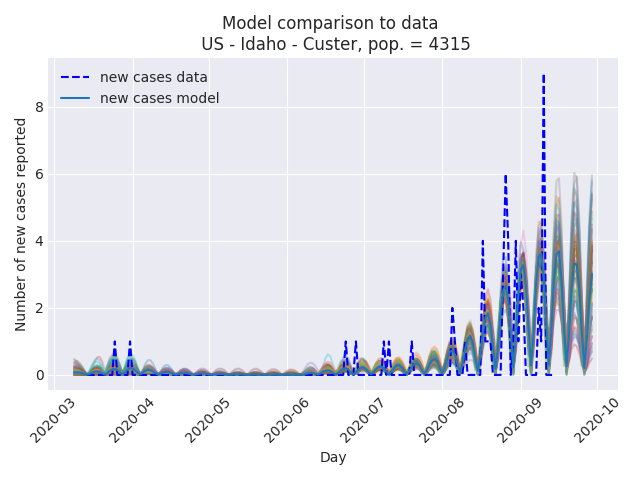 Model comparison to data
US - Idaho - Custer, pop. = 4315
new cases data
new cases model
Number of new cases reported
8
6
4
2
0
2020-03
2020-04
2020-05
2020-06
2020-07
2020-08
2020-09
2020-10
Day